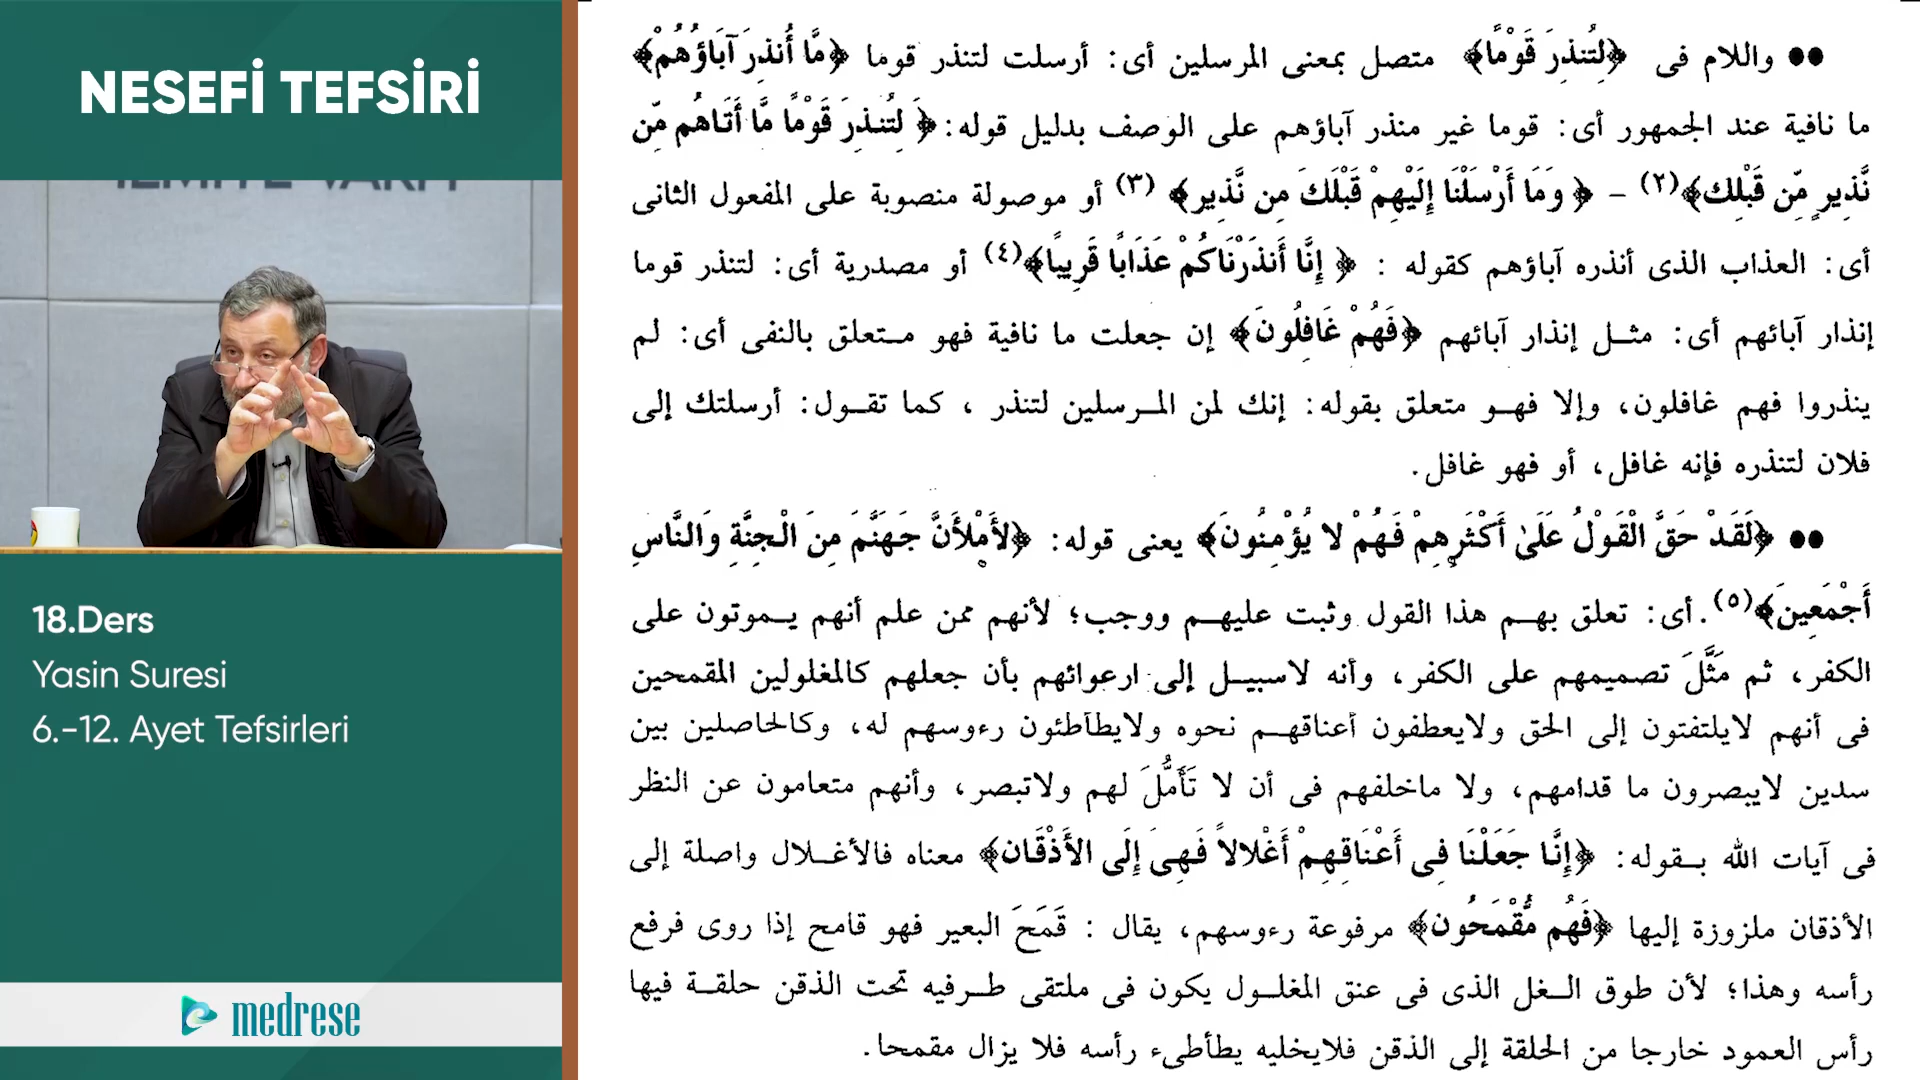 NESEFİ TEFSİRİ
18.Ders
Yasin Suresi
6.-12. Ayet Tefsirleri
medrese
●● واللام فى ﴿لِتُنذِرَ قَوْمًا﴾ متصل بمعنى المرسلين أى: أرسلت لتنذر قوما ﴿مَّا أُنذِرَ آبَاؤُهُمْ﴾
ما نافية عند الجمهور أى: قوما غير منذر آباؤهم على الوصف بدليل قوله: ﴿لِتُنذِرَ قَوْمًا مَّا أَتَاهُم مِّن
نَّذِيرٍ مِّن قَبْلِكَ﴾(٢) – ﴿وَمَا أَرْسَلْنَا إِلَيْهِمْ قَبْلَكَ مِن نَّذِيرٍ﴾ (٣) أو موصولة منصوبة على المفعول الثانى
أى: العذاب الذى أنذره آباؤهم كقوله : ﴿إِنَّا أَنذَرْنَاكُمْ عَذَابًا قَرِيبًا﴾(٤) أو مصدرية أى: لتنذر قوما
إنذار آبائهم أى: مثل إنذار آبائهم ﴿فَهُمْ غَافِلُونَ﴾ إن جعلت ما نافية فهو متعلق بالنفى أى: لم
ينذروا فهم غافلون، وإلا فهو متعلق بقوله: إنك لمن المرسلين لتنذر ، كما تقول: أرسلتك إلى
فلان لتنذره فإنه غافل، أو فهو غافل.
●● ﴿لَقَدْ حَقَّ الْقَوْلُ عَلَىٰ أَكْثَرِهِمْ فَهُمْ لا يُؤْمِنُونَ﴾ يعنى قوله: ﴿لأَمْلأَنَّ جَهَنَّمَ مِنَ الْجِنَّةِ وَالنَّاسِ
أَجْمَعِينَ﴾(٥). أى: تعلق بهم هذا القول وثبت عليهم ووجب؛ لأنهم ممن علم أنهم يموتون على
الكفر، ثم مَثَّلَ تصميمهم على الكفر، وأنه لاسبيل إلى ارعوائهم بأن جعلهم كالمغلولين المقمحين
فى أنهم لايلتفتون إلى الحق ولايعطفون أعناقهم نحوه ولايطأطئون رءوسهم له، وكالحاصلين بين
سدين لايبصرون ما قدامهم، ولا ماخلفهم فى أن لا تَأَمُّلَ لهم ولاتبصر، وأنهم متعامون عن النظر
فى آيات الله بقوله: ﴿إِنَّا جَعَلْنَا فِى أَعْنَاقِهِمْ أَغْلالاً فَهِىَ إِلَى الأَذْقَانِ﴾ معناه فالأغلال واصلة إلى
الأذقان ملزوزة إليها ﴿فَهُم مُّقْمَحُونَ﴾ مرفوعة رءوسهم، يقال : قَمَحَ البعير فهو قامح إذا روى فرفع
رأسه وهذا؛ لأن طوق الغل الذى فى عنق المغلول يكون فى ملتقى طرفيه تحت الذقن حلقة فيها
رأس العمود خارجا من الحلقة إلى الذقن فلايخليه يطأطىء رأسه فلا يزال مقمحا.